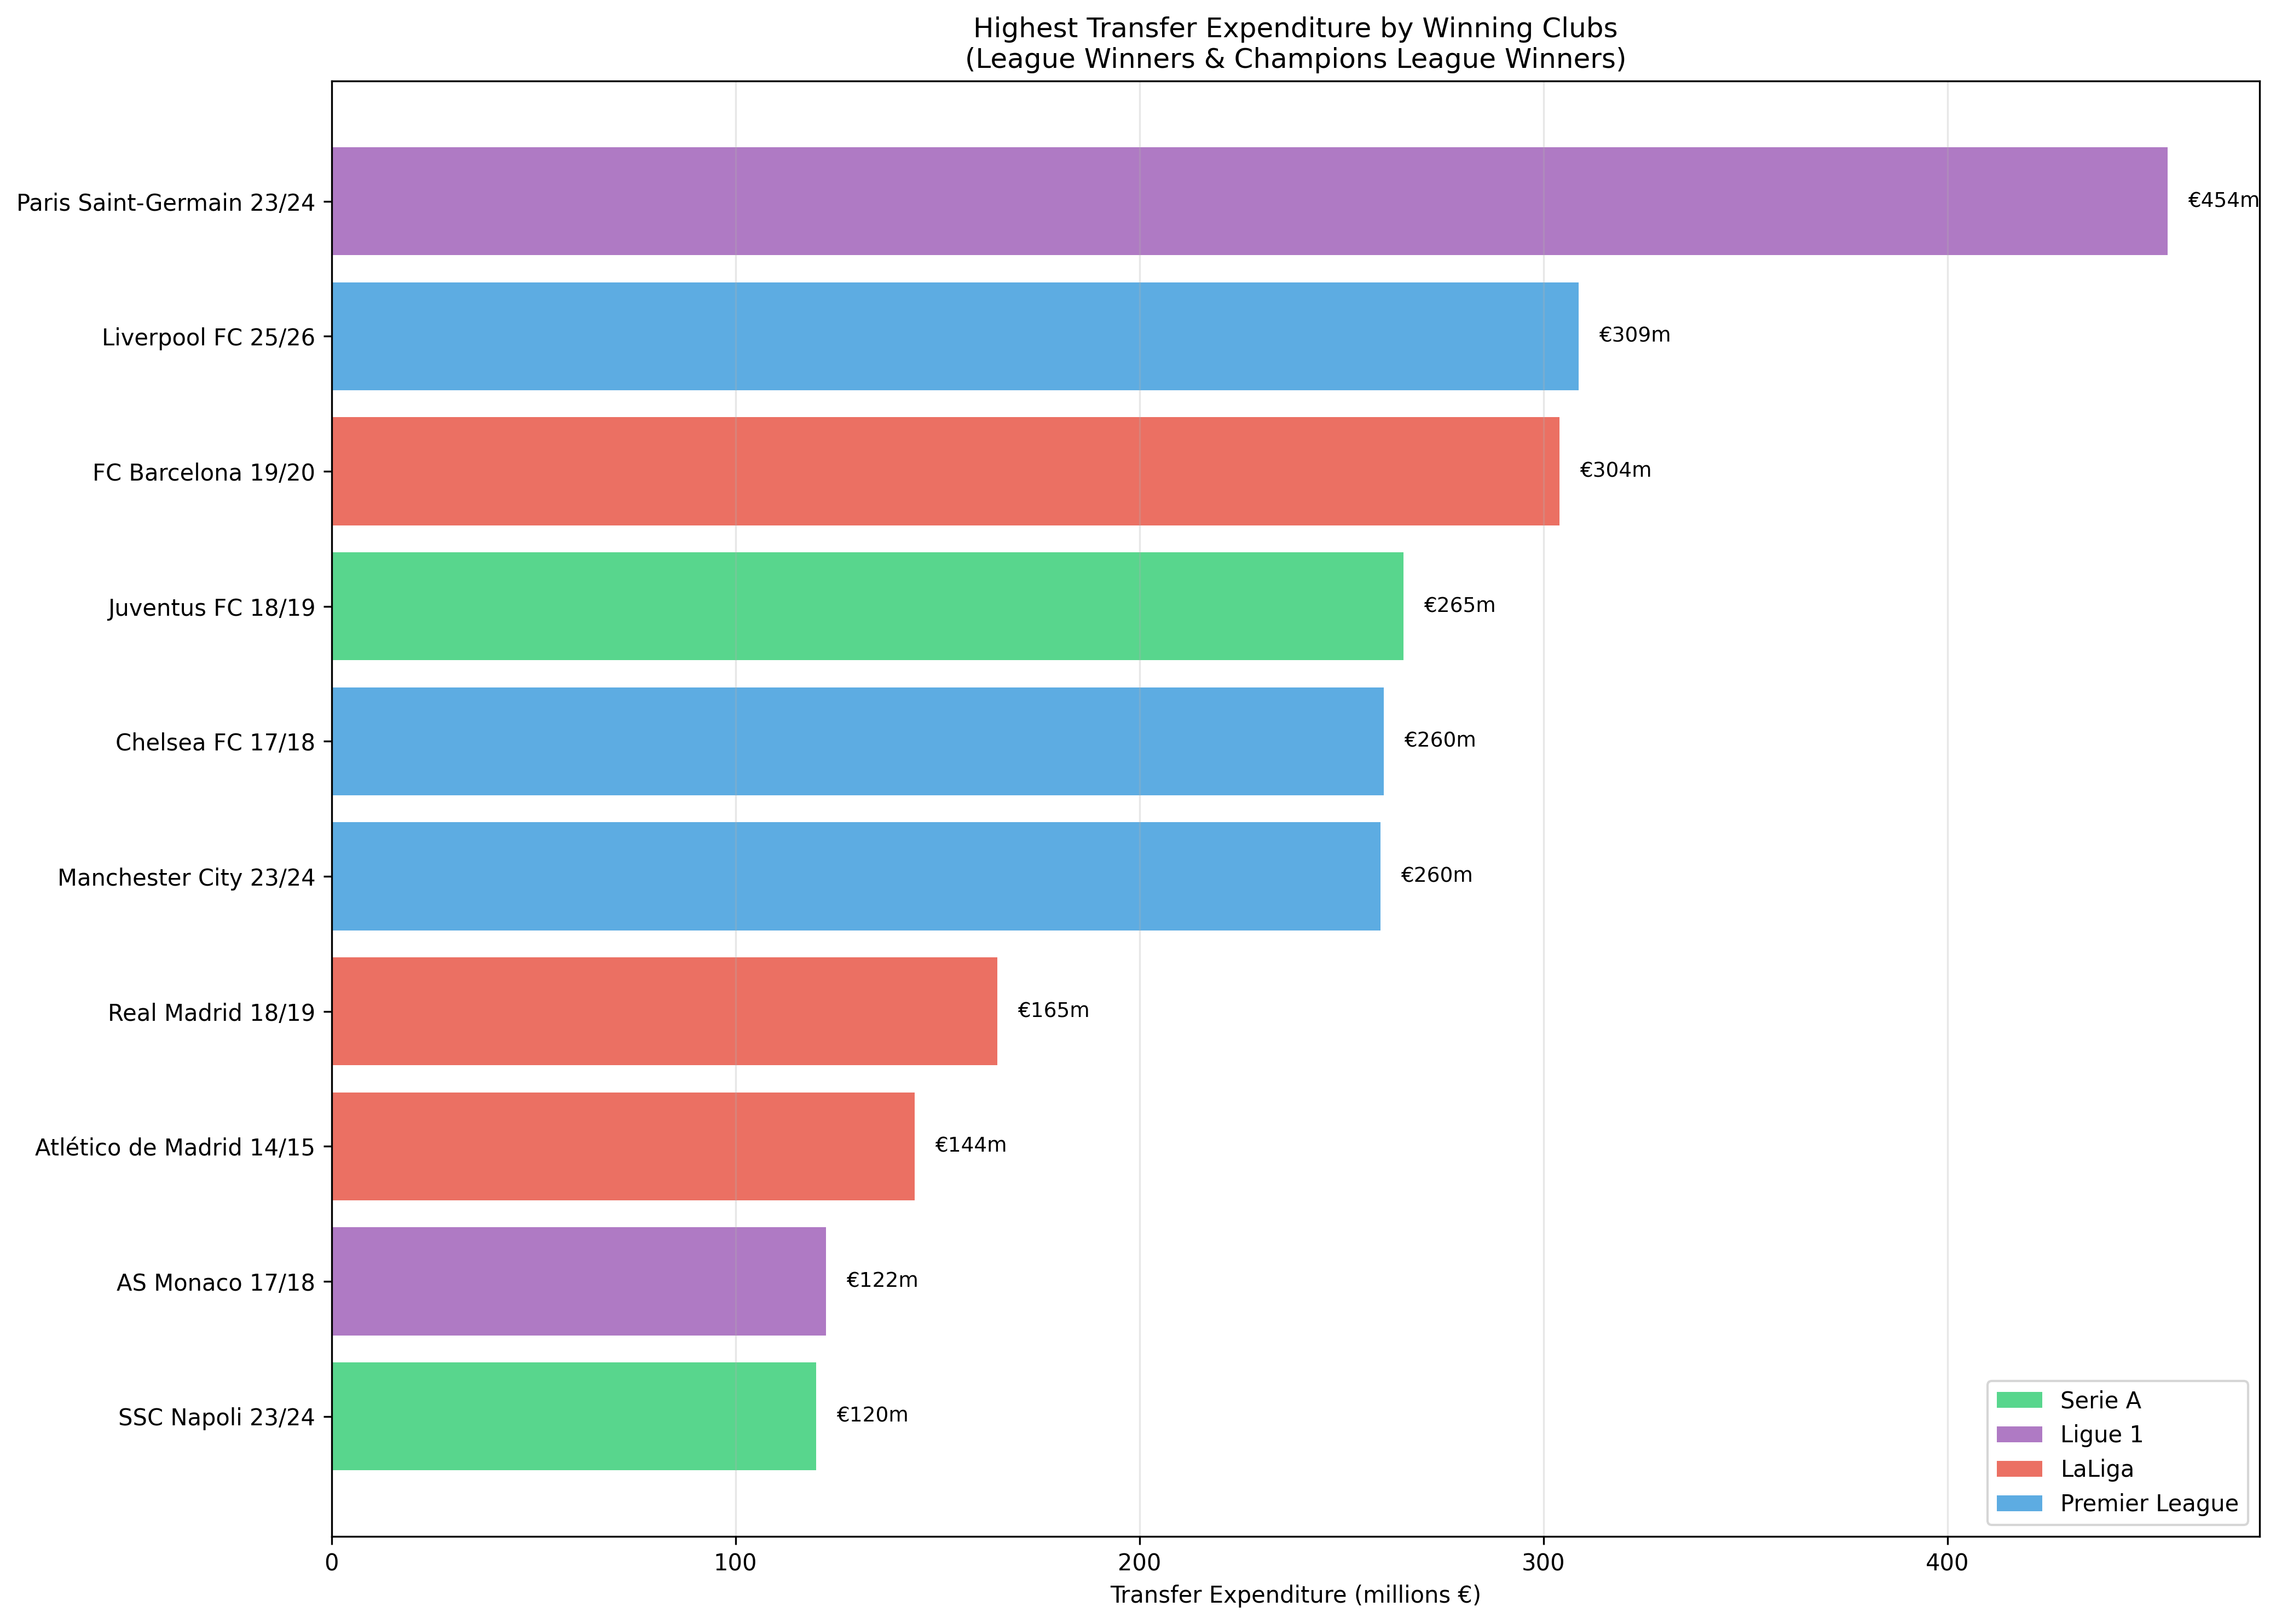 Highest Transfer Expenditure by Winning Clubs
(League Winners & Champions League Winners)
Paris Saint-Germain 23/24
€454m
Liverpool FC 25/26
€309m
FC Barcelona 19/20
€304m
Juventus FC 18/19
€265m
Chelsea FC 17/18
€260m
Manchester City 23/24
€260m
Real Madrid 18/19
€165m
Atlético de Madrid 14/15
€144m
AS Monaco 17/18
€122m
SSC Napoli 23/24
€120m
Serie A
Ligue 1
LaLiga
Premier League
0 100 200 300 400
Transfer Expenditure (millions €)